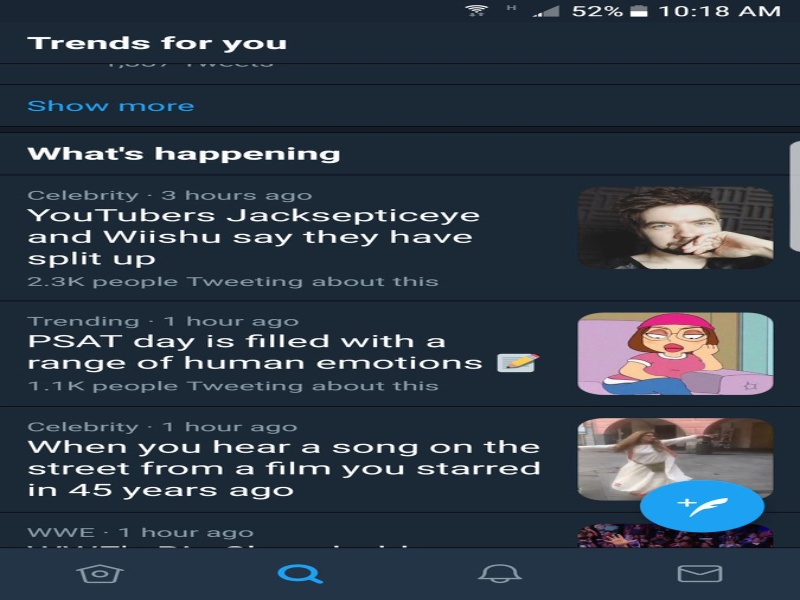 H 52% 10:18 AM
Trends for you
Tweets
Show more
What's happening
Celebrity · 3 hours ago
YouTubers Jacksepticeye
and Wiishu say they have
split up
2.3K people Tweeting about this
Trending · 1 hour ago
PSAT day is filled with a
range of human emotions 📝
1.1K people Tweeting about this
Celebrity · 1 hour ago
When you hear a song on the
street from a film you starred
in 45 years ago
WWE · 1 hour ago